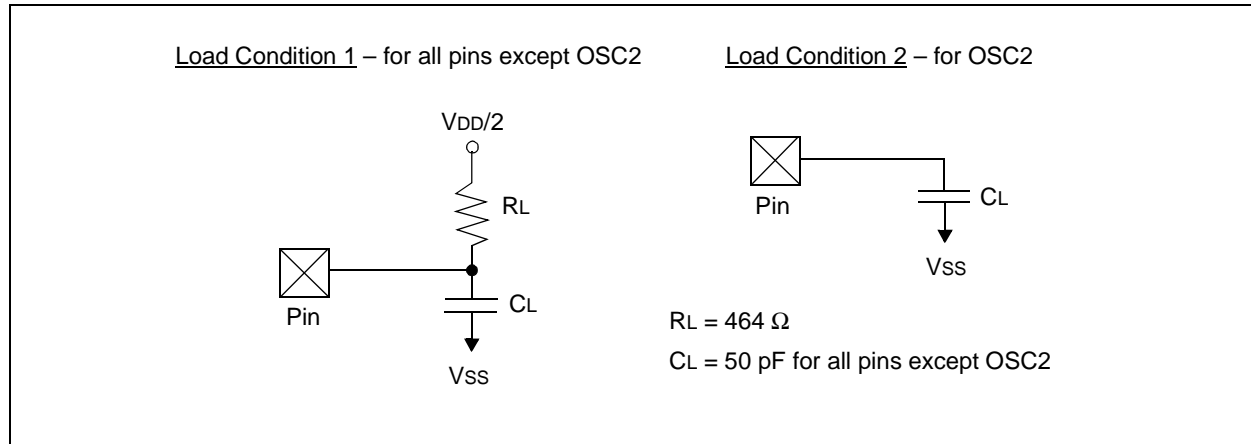 Load Condition 1 – for all pins except OSC2
VDD/2
RL
Pin
CL
VSS
Load Condition 2 – for OSC2
Pin
CL
VSS
RL = 464 Ω
CL = 50 pF for all pins except OSC2